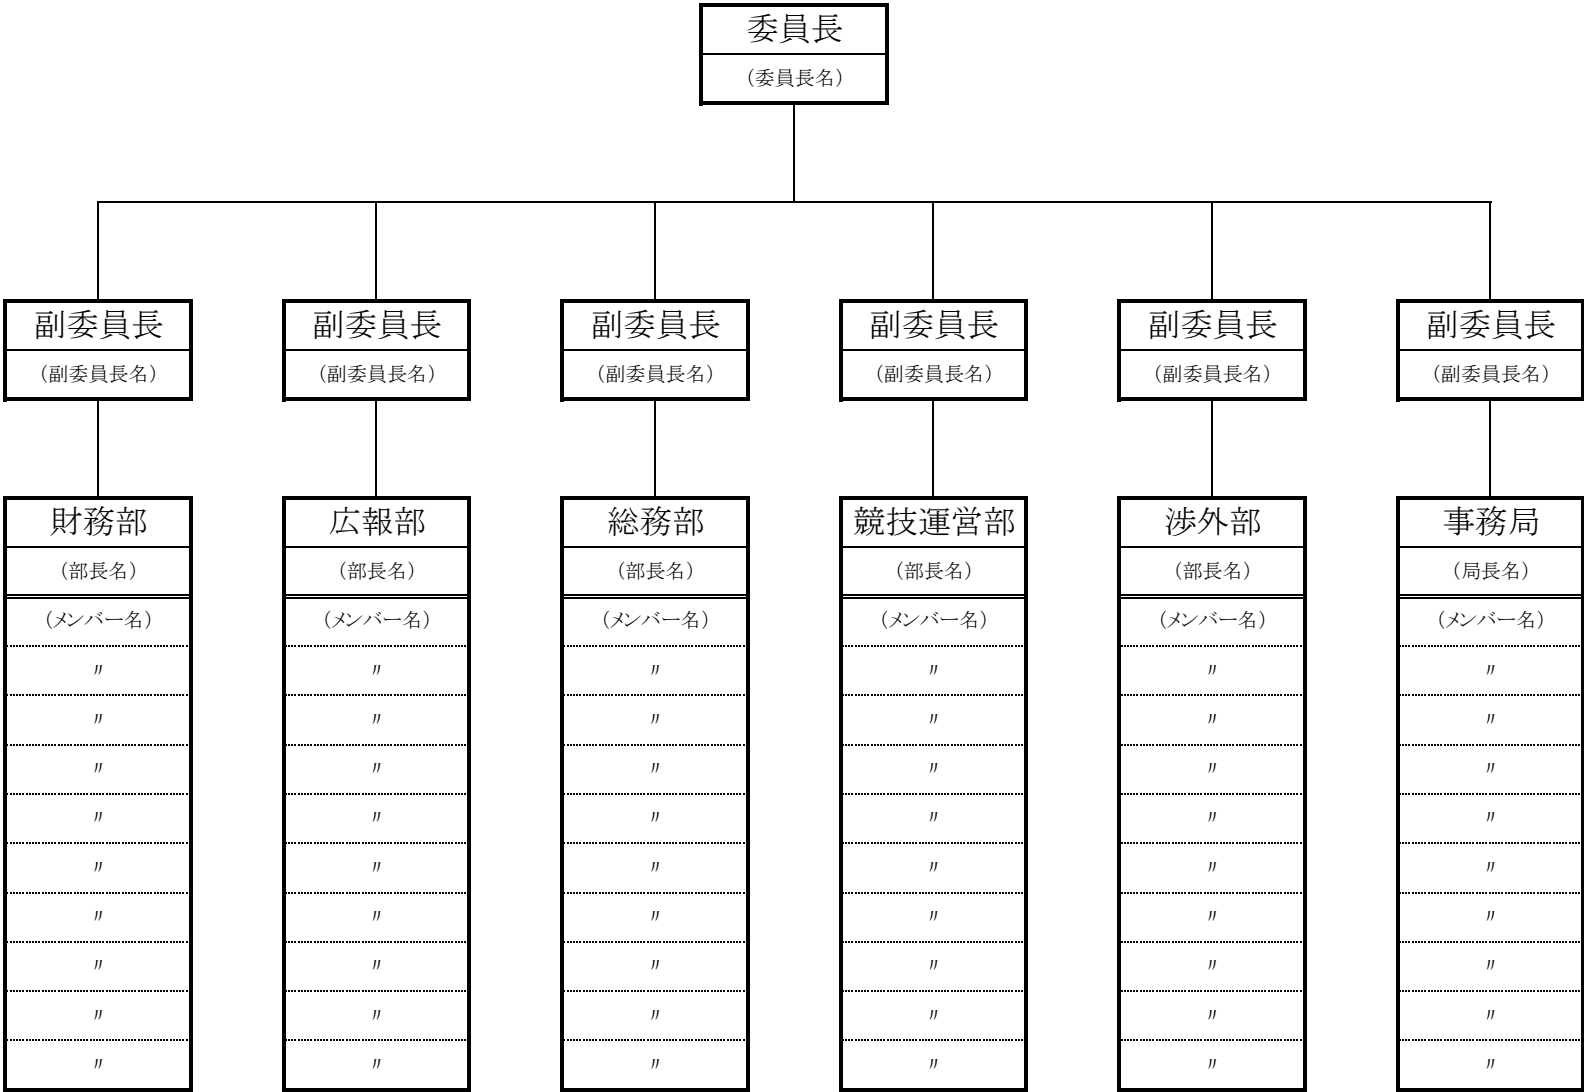 委員長
(委員長名)
副委員長 副委員長 副委員長 副委員長 副委員長 副委員長
(副委員長名) (副委員長名) (副委員長名) (副委員長名) (副委員長名) (副委員長名)
財務部 広報部 総務部 競技運営部 渉外部 事務局
(部長名) (部長名) (部長名) (部長名) (部長名) (局長名)
(メンバー名) (メンバー名) (メンバー名) (メンバー名) (メンバー名) (メンバー名)
〃 〃 〃 〃 〃 〃
〃 〃 〃 〃 〃 〃
〃 〃 〃 〃 〃 〃
〃 〃 〃 〃 〃 〃
〃 〃 〃 〃 〃 〃
〃 〃 〃 〃 〃 〃
〃 〃 〃 〃 〃 〃
〃 〃 〃 〃 〃 〃
〃 〃 〃 〃 〃 〃